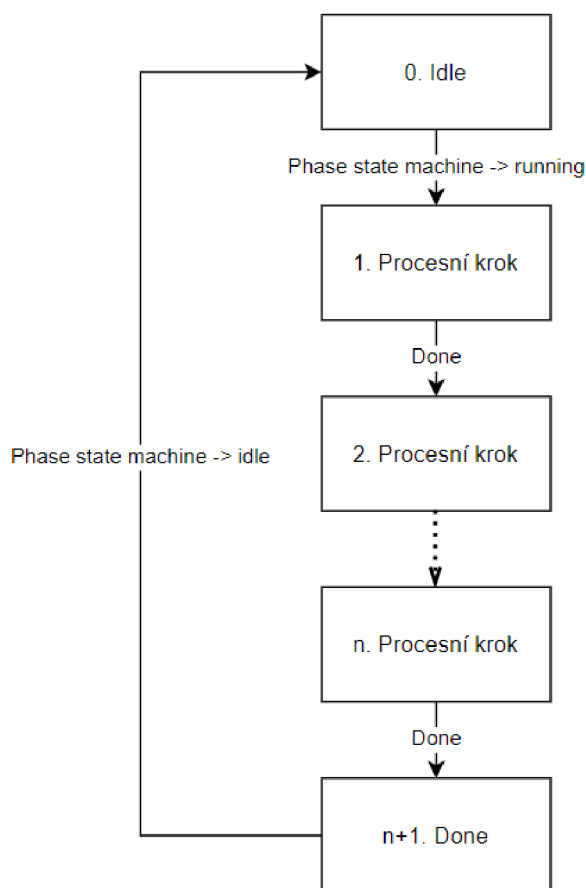 0. Idle
Phase state machine -> running
1. Procesní krok
Done
2. Procesní krok
Phase state machine -> idle
n. Procesní krok
Done
n+1. Done